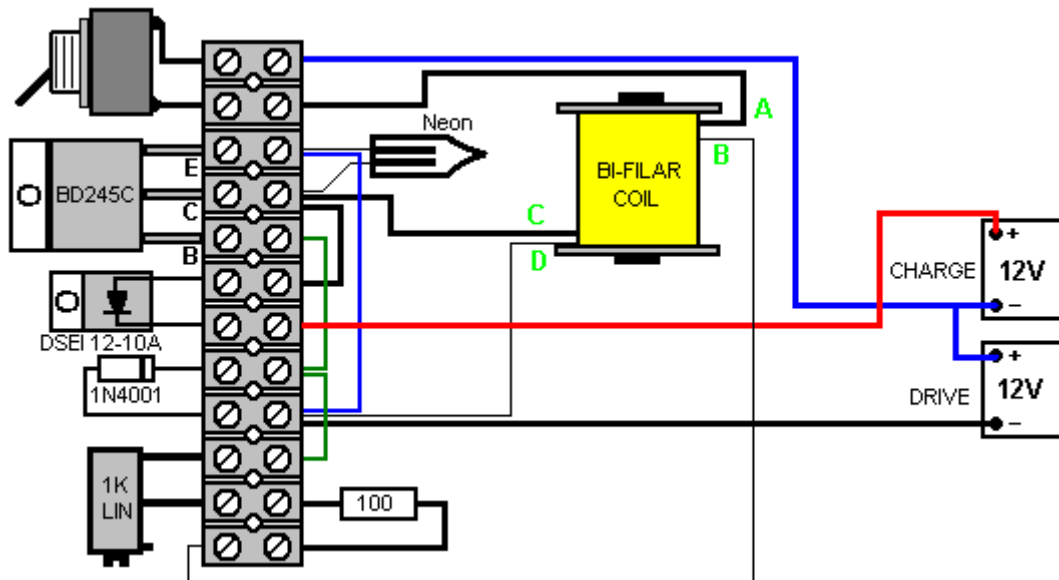 Neon
A
B
E
BD245C
C
B
BI-FILAR
COIL
C
D
+
CHARGE
12V
−
DSEI 12-10A
+
1N4001
12V
DRIVE
−
1K
LIN
100